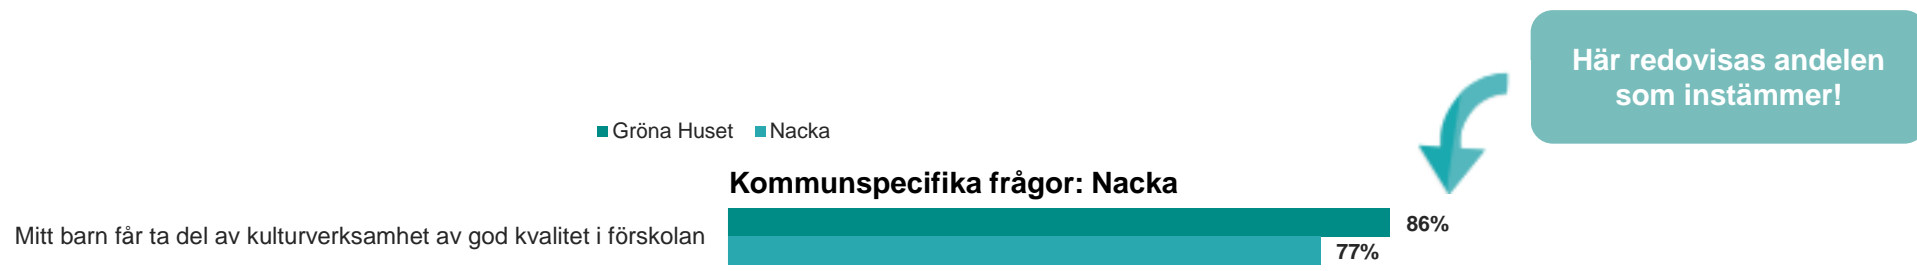 Här redovisas andelen
som instämmer!
Gröna Huset Nacka
Kommunspecifika frågor: Nacka
Mitt barn får ta del av kulturverksamhet av god kvalitet i förskolan
86%
77%